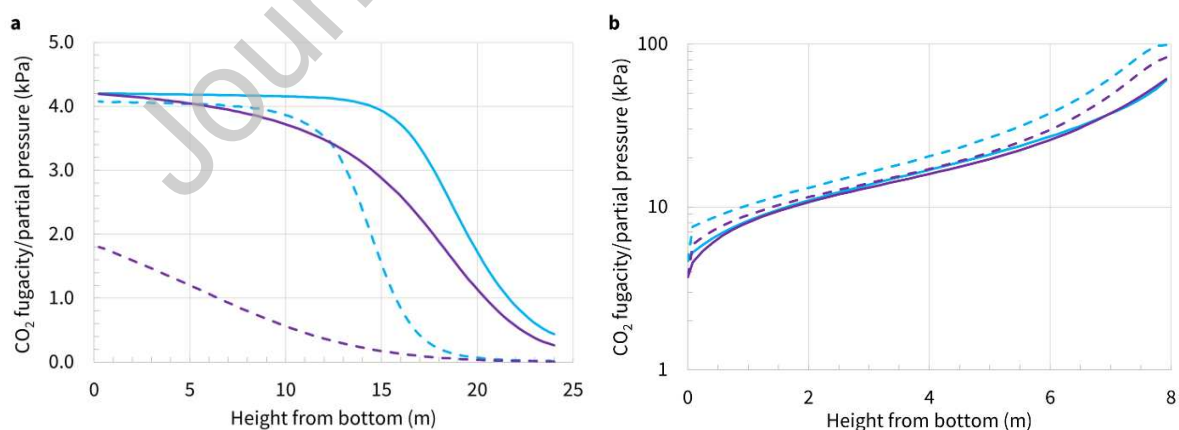 a
CO2 fugacity/partial pressure (kPa)
5.0
4.0
3.0
2.0
1.0
0.0
0 5 10 15 20 25
Height from bottom (m)
Jour
b
CO2 fugacity/partial pressure (kPa)
100
10
1
0 2 4 6 8
Height from bottom (m)